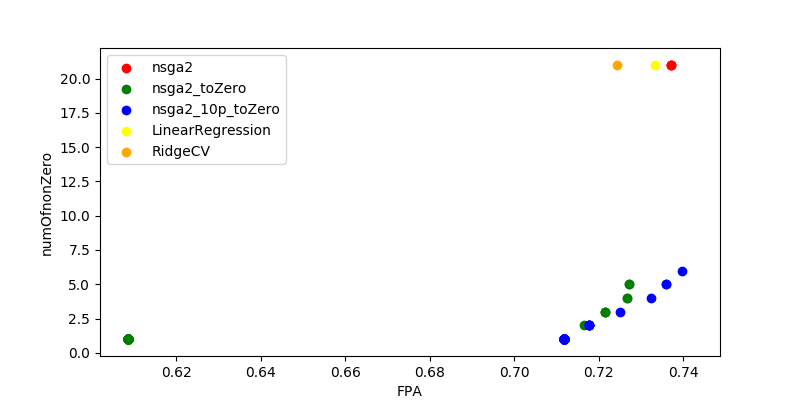 nsga2
nsga2_toZero
nsga2_10p_toZero
LinearRegression
RidgeCV
20.0
17.5
15.0
12.5
10.0
7.5
5.0
2.5
0.0
numOfnonZero
0.62 0.64 0.66 0.68 0.70 0.72 0.74
FPA